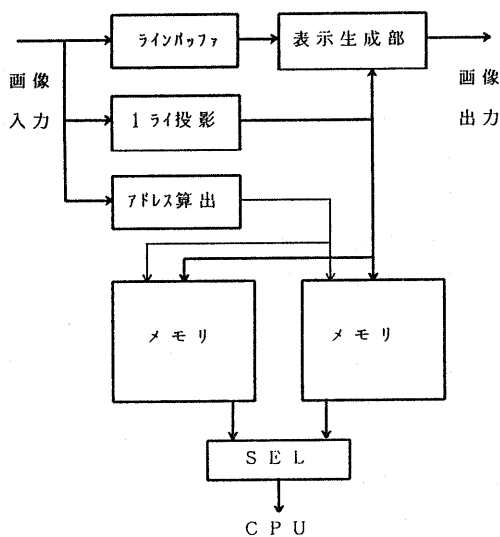 ラインバッファ
表示生成部
画像
入力
画像
出力
1ライ投影
アドレス算出
メモリ
メモリ
SEL
CPU